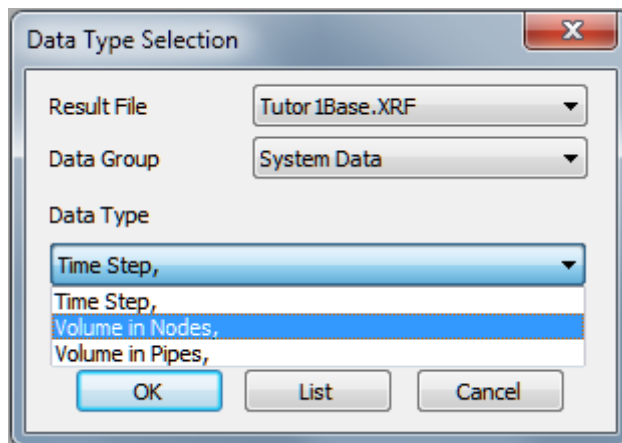 Data Type Selection
Result File Tutor1Base.XRF
Data Group System Data
Data Type
Time Step,
Time Step,
Volume in Nodes,
Volume in Pipes,
OK List Cancel